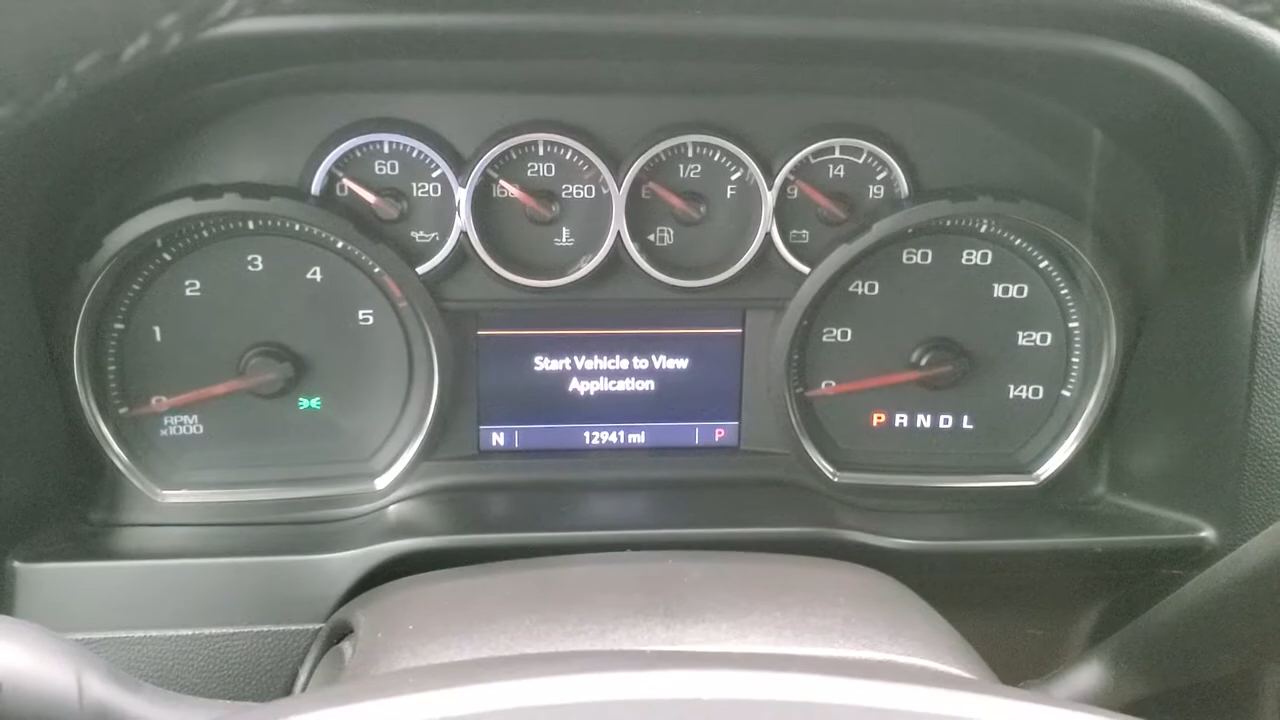 0 60 120
160 210 260
E 1/2 F
9 14 19
0 1 2 3 4 5
RPM
x1000
Start Vehicle to View
Application
N 12941 mi P
0 20 40 60 80 100 120 140
P R N D L